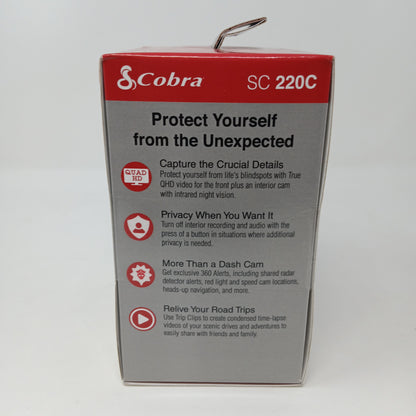 Cobra SC 220C
Protect Yourself
from the Unexpected
QUAD
HD
Capture the Crucial Details
Protect yourself from life's blindspots with True
QHD video for the front plus an interior cam
with infrared night vision.
Privacy When You Want It
Turn off interior recording and audio with the
press of a button in situations where additional
privacy is needed.
More Than a Dash Cam
Get exclusive 360 Alerts, including shared radar
detector alerts, red light and speed cam locations,
heads-up navigation, and more.
Relive Your Road Trips
Use Trip Clips to create condensed time-lapse
videos of your scenic drives and adventures to
easily share with friends and family.